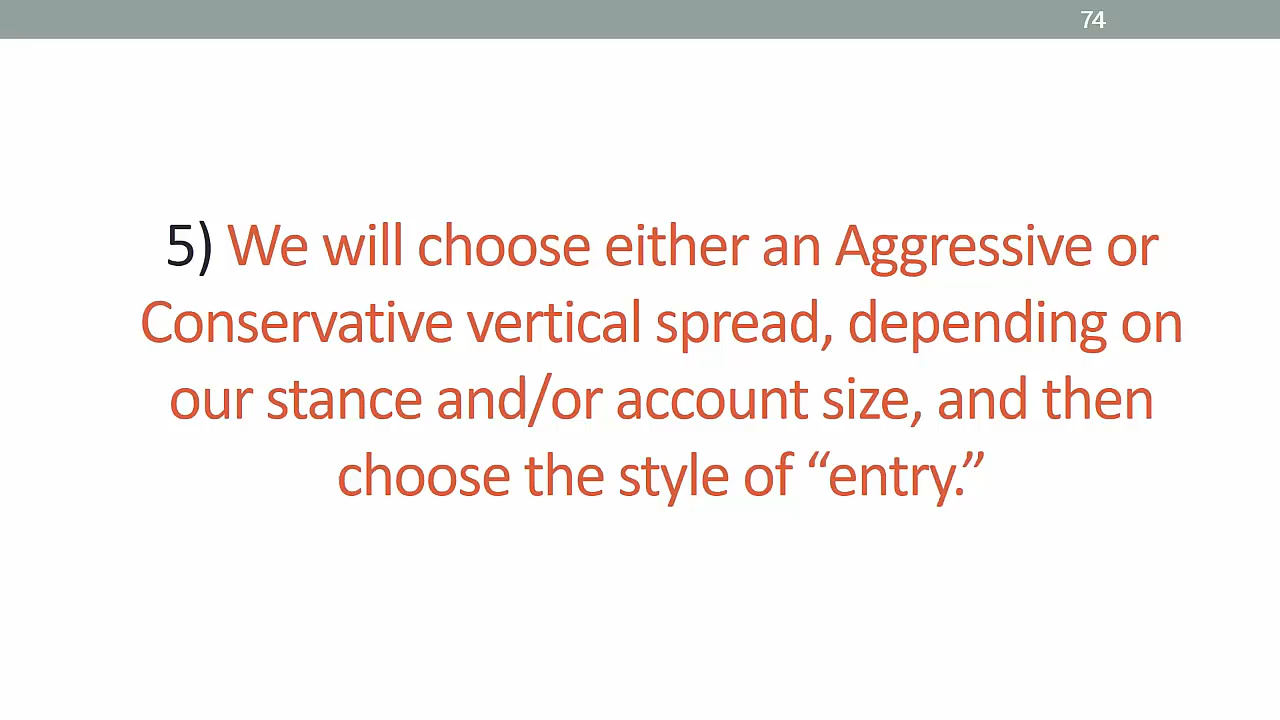 74
5) We will choose either an Aggressive or
Conservative vertical spread, depending on
our stance and/or account size, and then
choose the style of “entry.”